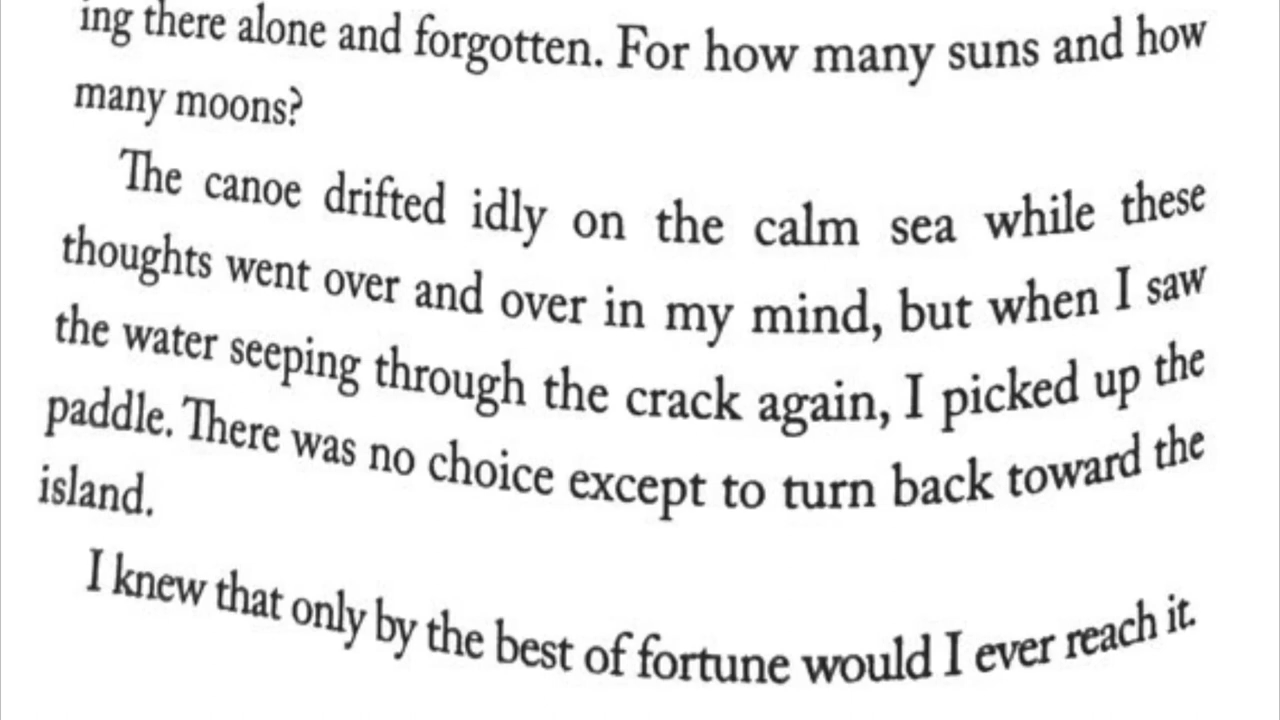 ing there alone and forgotten. For how many suns and how
many moons?
The canoe drifted idly on the calm sea while these
thoughts went over and over in my mind, but when I saw
the water seeping through the crack again, I picked up the
paddle. There was no choice except to turn back toward the
island.
I knew that only by the best of fortune would I ever reach it.